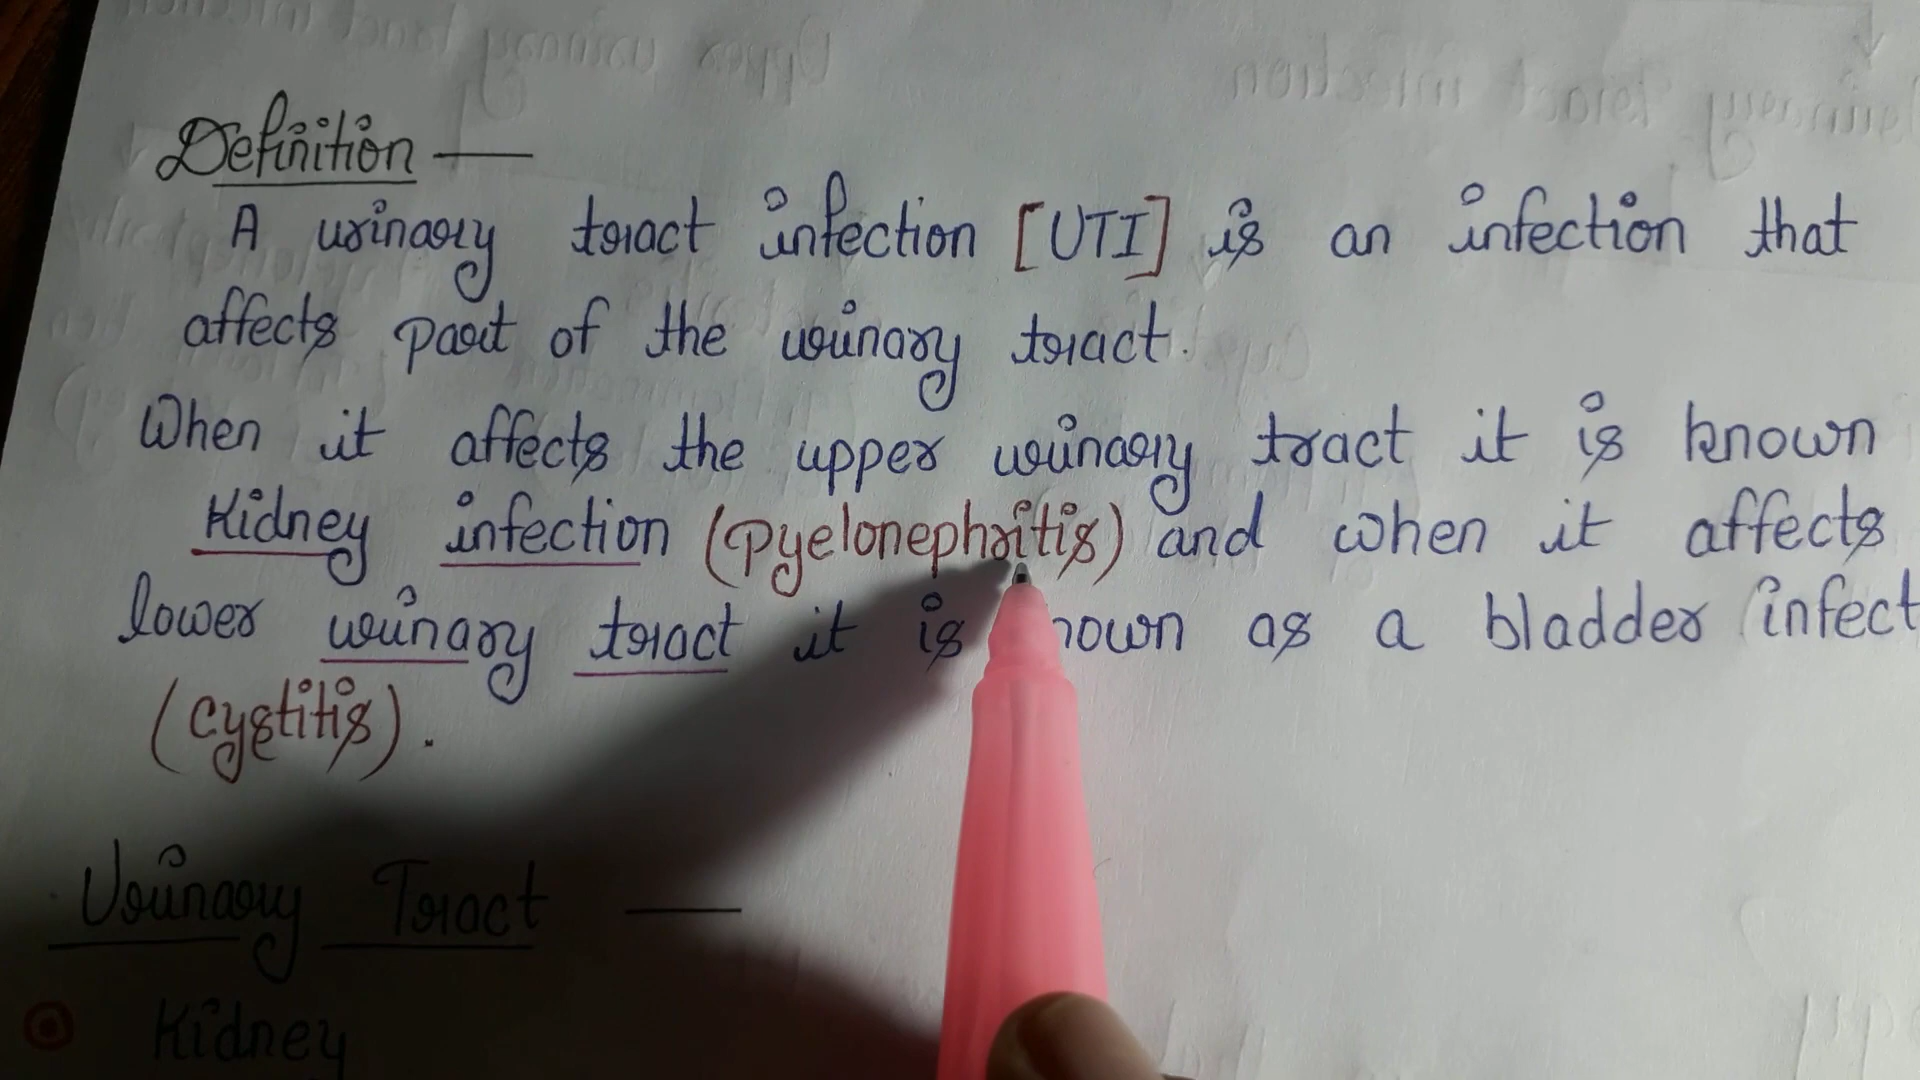 Definition —
A urinary tract infection [UTI] is an infection that
affects part of the urinary tract.
When it affects the upper urinary tract it is known
Kidney infection (Pyelonephritis) and when it affects
lower urinary tract it is nown as a bladder infect
(Cystitis).
Urinary Tract —
Kidney